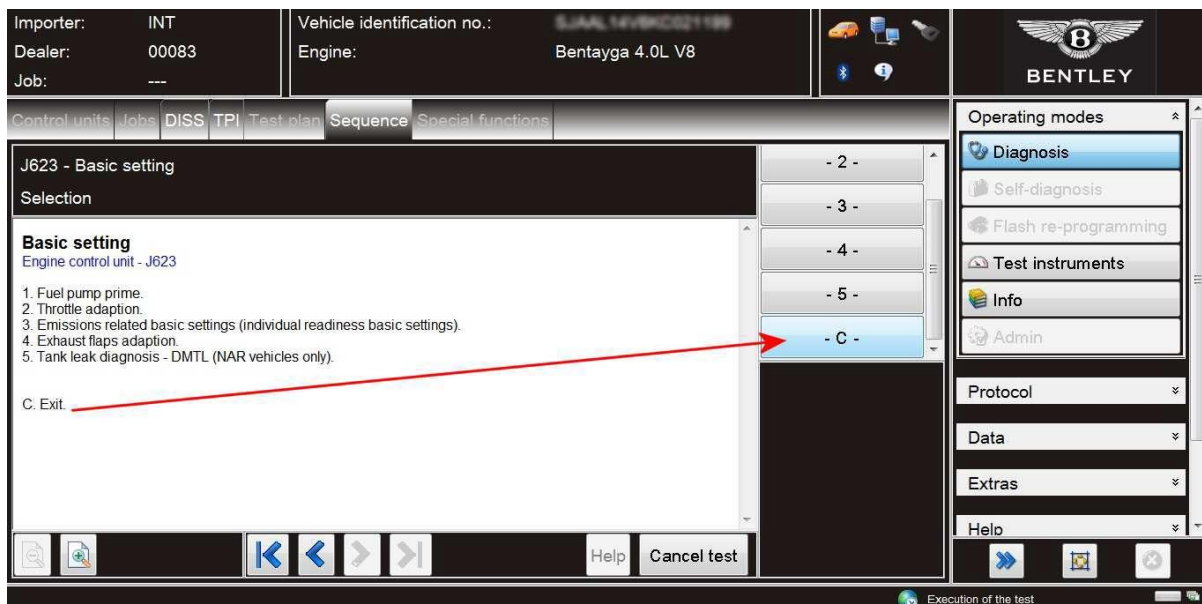 Importer: INT
Dealer: 00083
Job: ---
Vehicle identification no.:
Engine: Bentayga 4.0L V8
BENTLEY
Control units Jobs DISS TPI Test plan Sequence Special functions
J623 - Basic setting
Selection
Basic setting
Engine control unit - J623
1. Fuel pump prime.
2. Throttle adaption.
3. Emissions related basic settings (individual readiness basic settings).
4. Exhaust flaps adaption.
5. Tank leak diagnosis - DMTL (NAR vehicles only).
C. Exit.
- 2 -
- 3 -
- 4 -
- 5 -
- C -
Help
Cancel test
Operating modes
Diagnosis
Self-diagnosis
Flash re-programming
Test instruments
Info
Admin
Protocol
Data
Extras
Help
Execution of the test